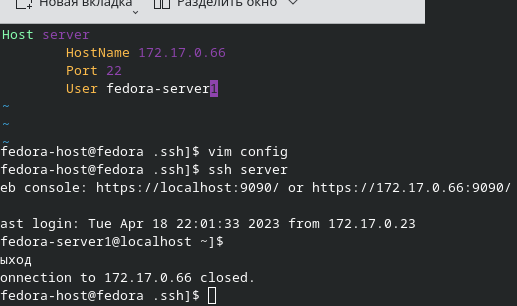 Новая вкладка
Разделить окно
Host server
HostName 172.17.0.66
Port 22
User fedora-server1
~
~
~
fedora-host@fedora .ssh]$ vim config
fedora-host@fedora .ssh]$ ssh server
eb console: https://localhost:9090/ or https://172.17.0.66:9090/
ast login: Tue Apr 18 22:01:33 2023 from 172.17.0.23
fedora-server1@localhost ~]$
ыход
onnection to 172.17.0.66 closed.
fedora-host@fedora .ssh]$